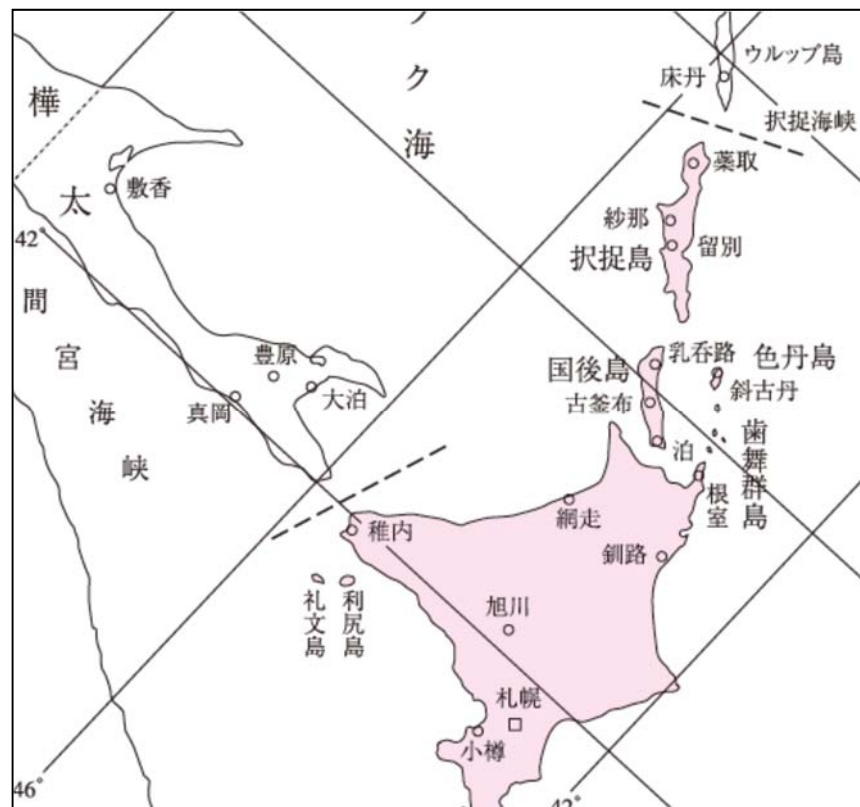 ウルップ島
床丹
択捉海峡
ク海
樺太
敷香
薬取
紗那
留別
択捉島
42°
間宮海峡
豊原
大泊
真岡
国後島
乳呑路
色丹島
古釜布
斜古丹
泊
歯舞群島
根室
網走
稚内
釧路
礼文島
利尻島
旭川
札幌
小樽
46°
42°